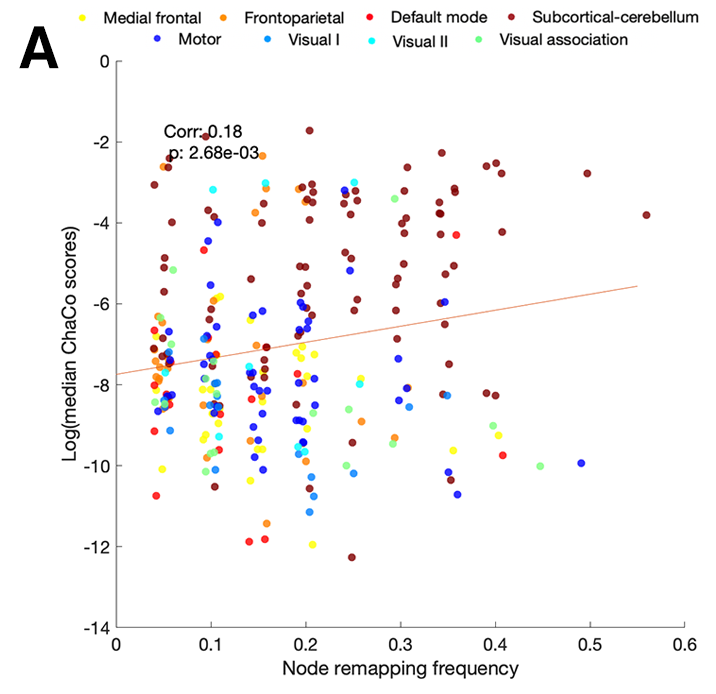 A
Medial frontal Frontoparietal Default mode Subcortical-cerebellum
Motor Visual I Visual II Visual association
0
Corr: 0.18
p: 2.68e-03
-2
-4
-6
-8
-10
-12
-14
Log(median ChaCo scores)
0 0.1 0.2 0.3 0.4 0.5 0.6
Node remapping frequency